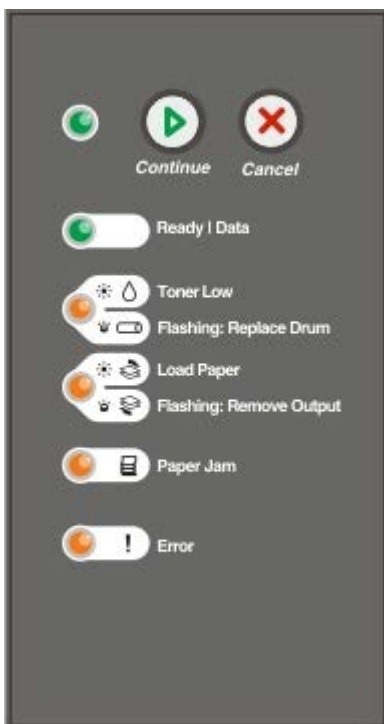 Continue Cancel
Ready | Data
Toner Low
Flashing: Replace Drum
Load Paper
Flashing: Remove Output
Paper Jam
! Error